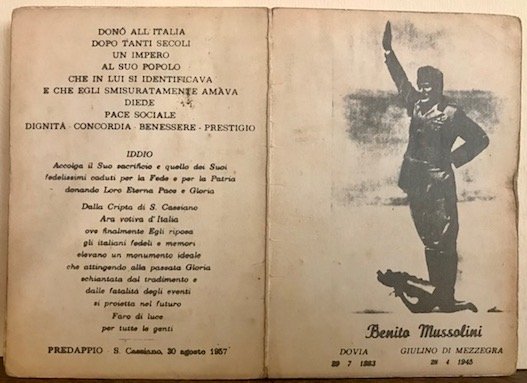 DONÒ ALL'ITALIA
DOPO TANTI SECOLI
UN IMPERO
AL SUO POPOLO
CHE IN LUI SI IDENTIFICAVA
E CHE EGLI SMISURATAMENTE AMAVA
DIEDE
PACE SOCIALE
DIGNITÀ - CONCORDIA - BENESSERE - PRESTIGIO
IDDIO
Accolga il Suo sacrificio e quello dei Suoi
fedelissimi caduti per la Fede e per la Patria
donando Loro Eterna Pace e Gloria
Dalla Cripta di S. Cassiano
Ara votiva d'Italia
ove finalmente Egli riposa
gli italiani fedeli e memori
elevano un monumento ideale
che attingendo alla passata Gloria
schiantata dal tradimento e
dalle fatalità degli eventi
si proietta nel futuro
Faro di luce
per tutte le genti
PREDAPPIO - S. Cassiano, 30 agosto 1957
Benito Mussolini
DOVIA
29 7 1883
GIULINO DI MEZZEGRA
28 4 1945